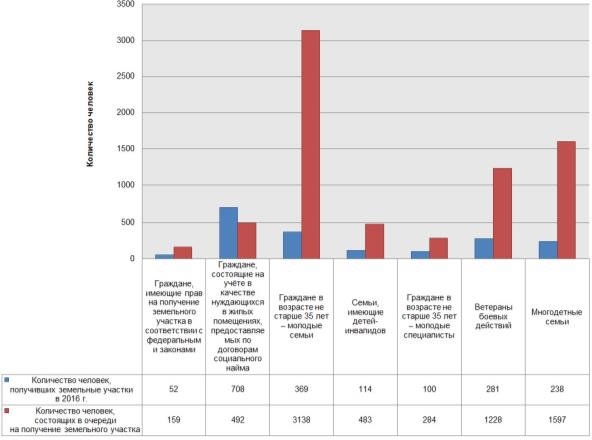 3500
3000
2500
2000
1500
1000
500
0
Количество человек
Граждане,
имеющие прав
на получение
земельного
участка в
соответствии с
федеральным
и законами
Граждане,
состоящие на
учёте в
качестве
нуждающихся
в жилых
помещениях,
предоставляе
мых по
договорам
социального
найма
Граждане в
возрасте не
старше 35 лет
– молодые
семьи
Семьи,
имеющие
детей-
инвалидов
Граждане в
возрасте не
старше 35 лет
– молодые
специалисты
Ветераны
боевых
действий
Многодетные
семьи
Количество человек,
получивших земельные участки
в 2016 г.
52 708 369 114 100 281 238
Количество человек,
состоящих в очереди
на получение земельного участка
159 492 3138 483 284 1228 1597